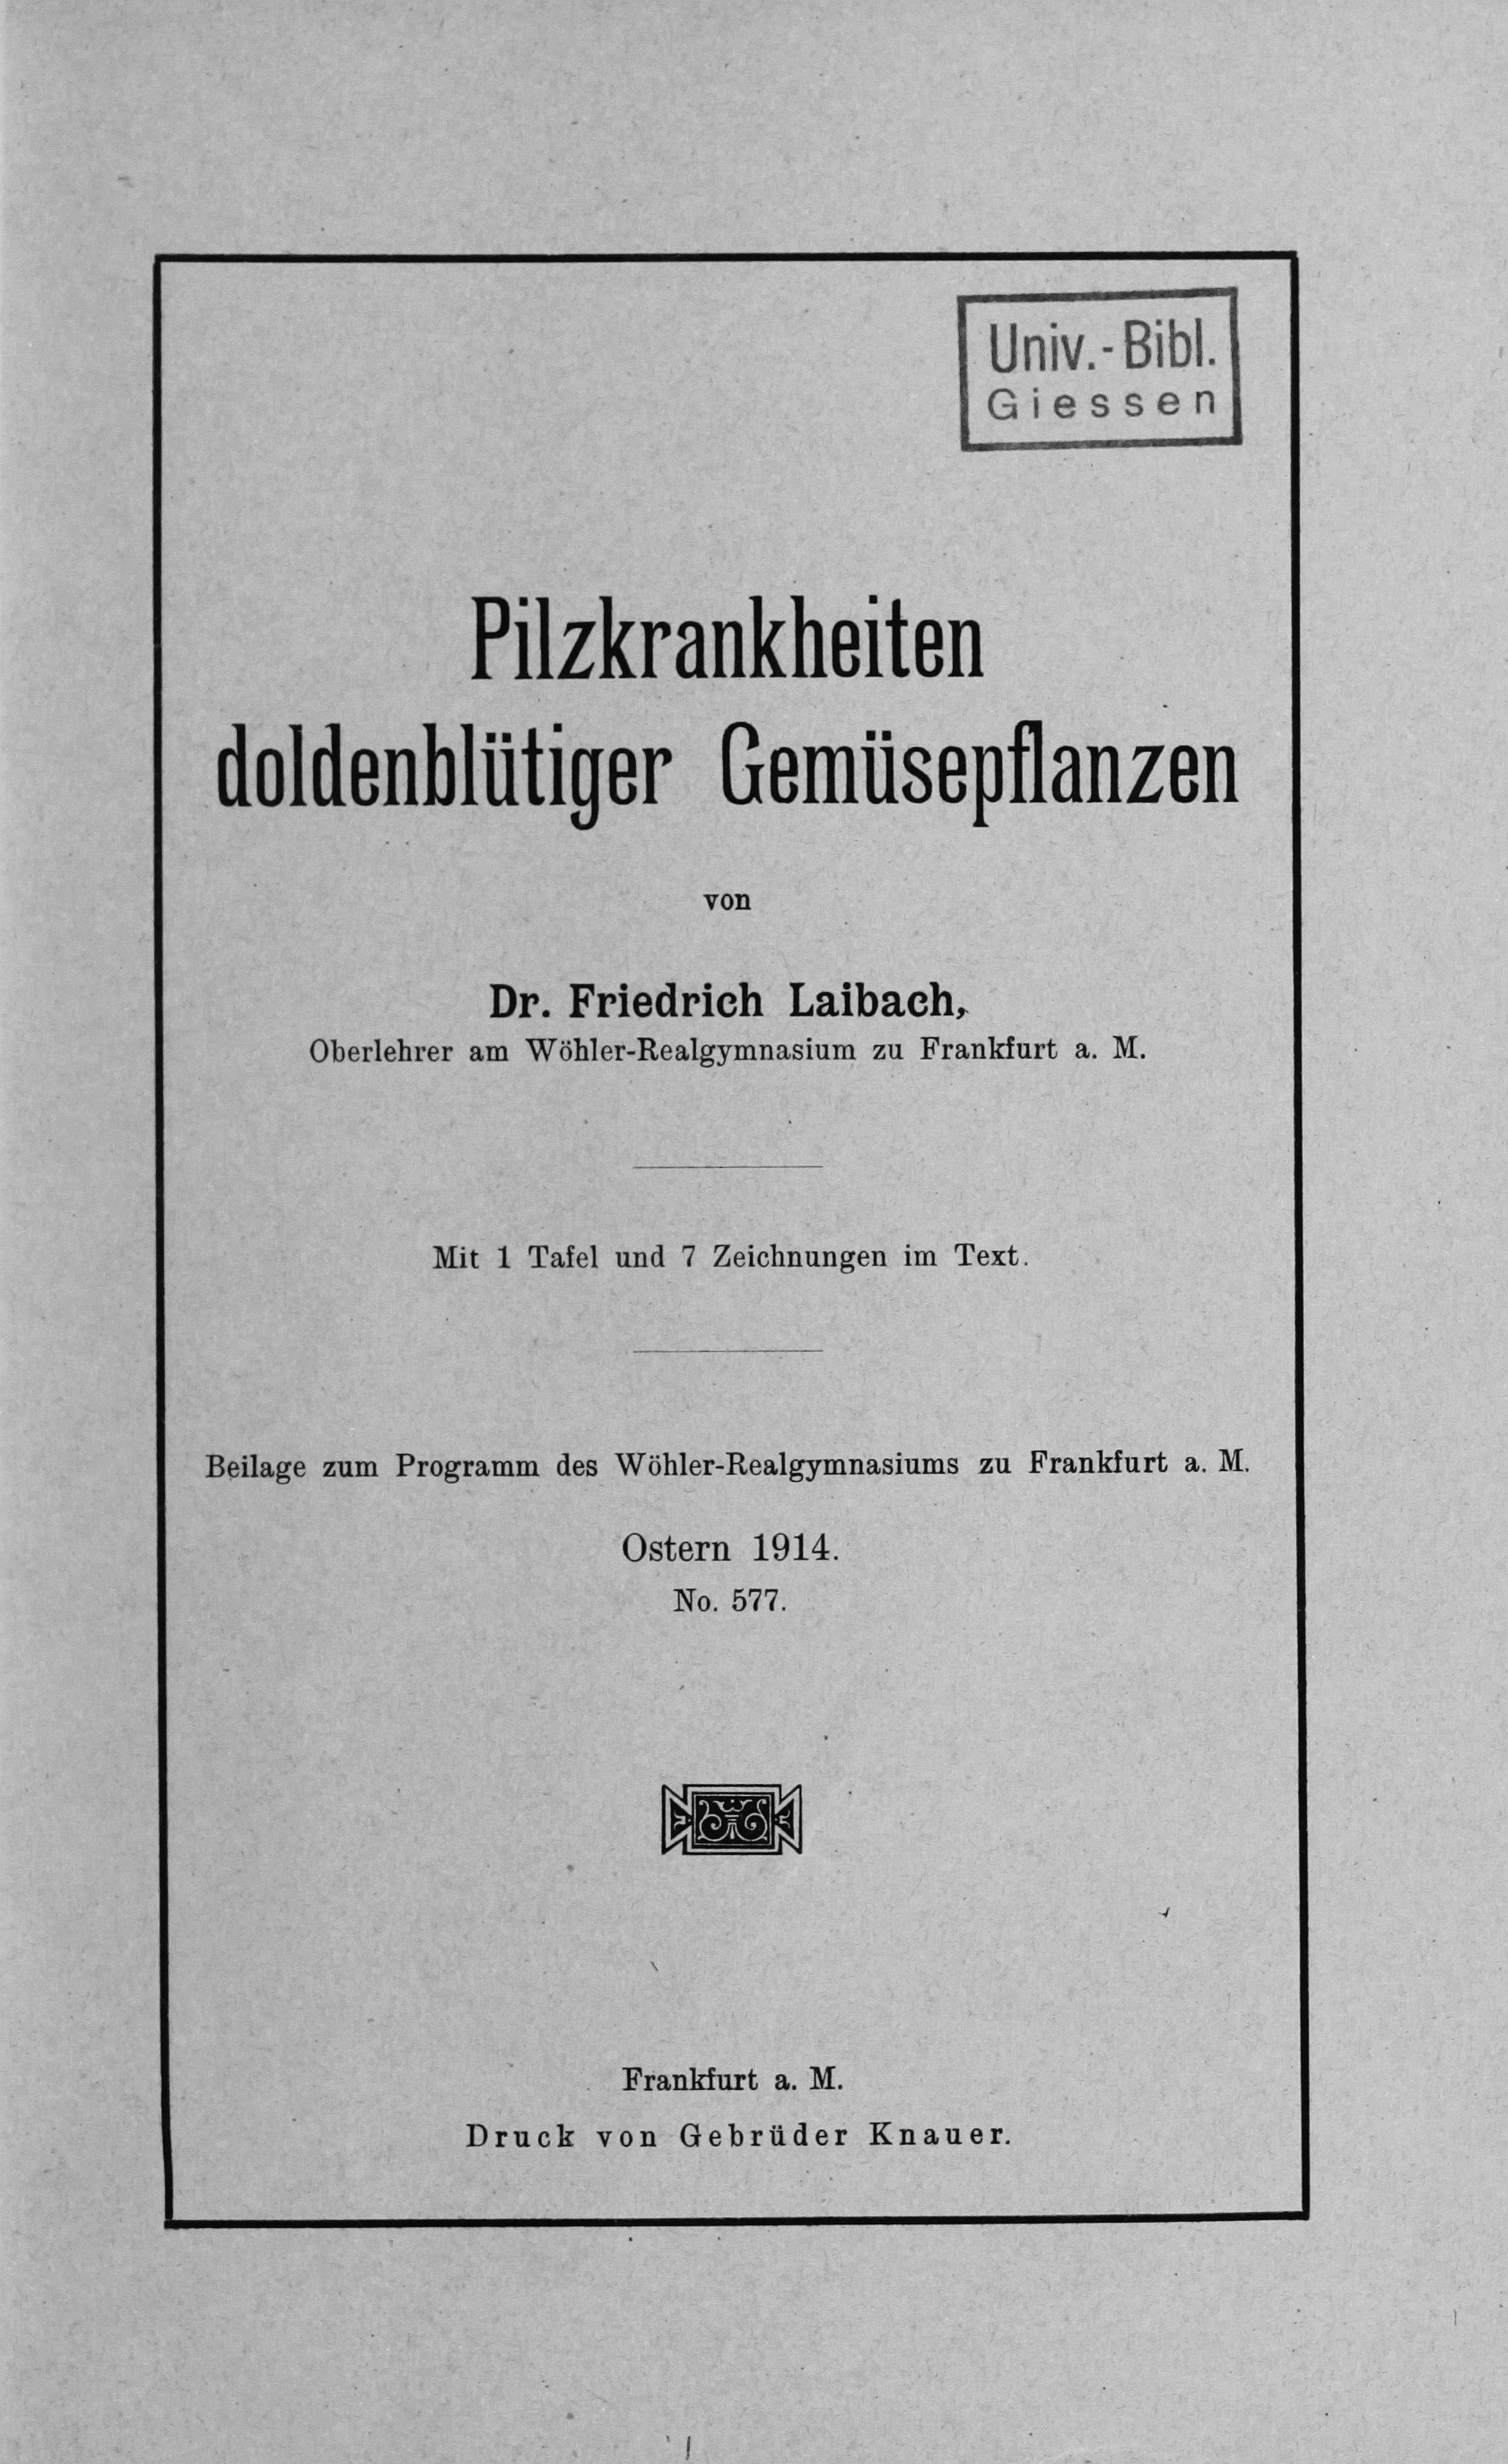 Univ.-Bibl.
Giessen
Pilzkrankheiten
doldenblütiger Gemüsepflanzen
von
Dr. Friedrich Laibach,
Oberlehrer am Wöhler-Realgymnasium zu Frankfurt a. M.
Mit 1 Tafel und 7 Zeichnungen im Text.
Beilage zum Programm des Wöhler-Realgymnasiums zu Frankfurt a. M.
Ostern 1914.
No. 577.
Frankfurt a. M.
Druck von Gebrüder Knauer.